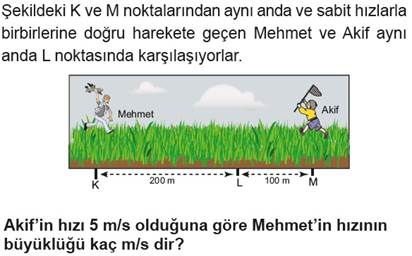 Şekildeki K ve M noktalarından aynı anda ve sabit hızlarla
birbirlerine doğru harekete geçen Mehmet ve Akif aynı
anda L noktasında karşılaşıyorlar.
Mehmet
Akif
K
200 m
L
100 m
M
Akif'in hızı 5 m/s olduğuna göre Mehmet'in hızının
büyüklüğü kaç m/s dir?